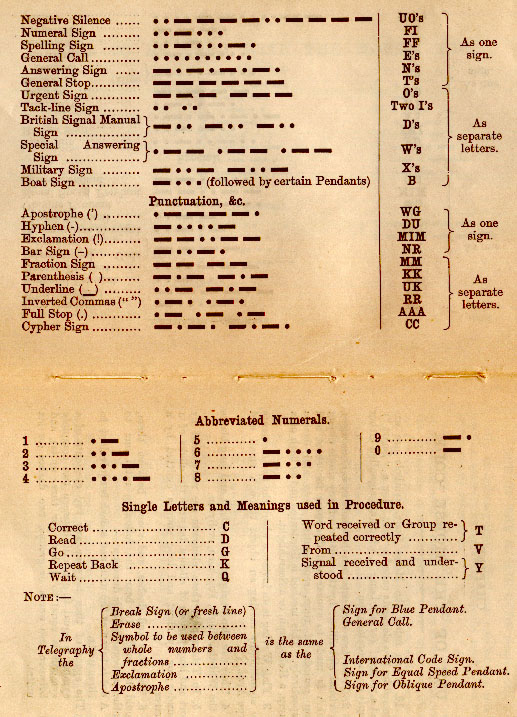 Negative Silence ...... UO's
Numeral Sign .......... FI
Spelling Sign ......... FF
General Call........... E's
Answering Sign ...... N's
General Stop........... T's
As one sign.
Urgent Sign ........... O's
Tack-line Sign ........ Two I's
British Signal Manual
Sign .................. D's
Special Answering
Sign .................. W's
Military Sign ......... X's
Boat Sign ............. (followed by certain Pendants) B
As separate letters.
Punctuation, &c.
Apostrophe (') ........ WG
Hyphen (-)............. DU
Exclamation (!)........ MIM
Bar Sign (–)........... NR
As one sign.
Fraction Sign ......... MM
Parenthesis ( )........ KK
Underline (__)......... UK
Inverted Commas (“ ”) RR
Full Stop (.) ......... AAA
Cypher Sign ........... CC
As separate letters.
Abbreviated Numerals.
1 ........... • —
2 ........... • • —
3 ........... • • • —
4 ........... • • • • —
5 ........... •
6 ........... — • • • •
7 ........... — • • •
8 ........... — • •
9 ........... — •
0 ........... —
Single Letters and Meanings used in Procedure.
Correct ........................ C
Read ........................... D
Go ............................. G
Repeat Back .................... K
Wait ........................... Q
Word received or Group re-
peated correctly ............ T
From ........................... V
Signal received and under-
stood ....................... Y
NOTE:—
In
Telegraphy
the
Break Sign (or fresh line)
Erase .....................
Symbol to be used between
whole numbers and
fractions ...............
Exclamation ...............
Apostrophe ................
is the same
as the
Sign for Blue Pendant.
General Call.
International Code Sign.
Sign for Equal Speed Pendant.
Sign for Oblique Pendant.